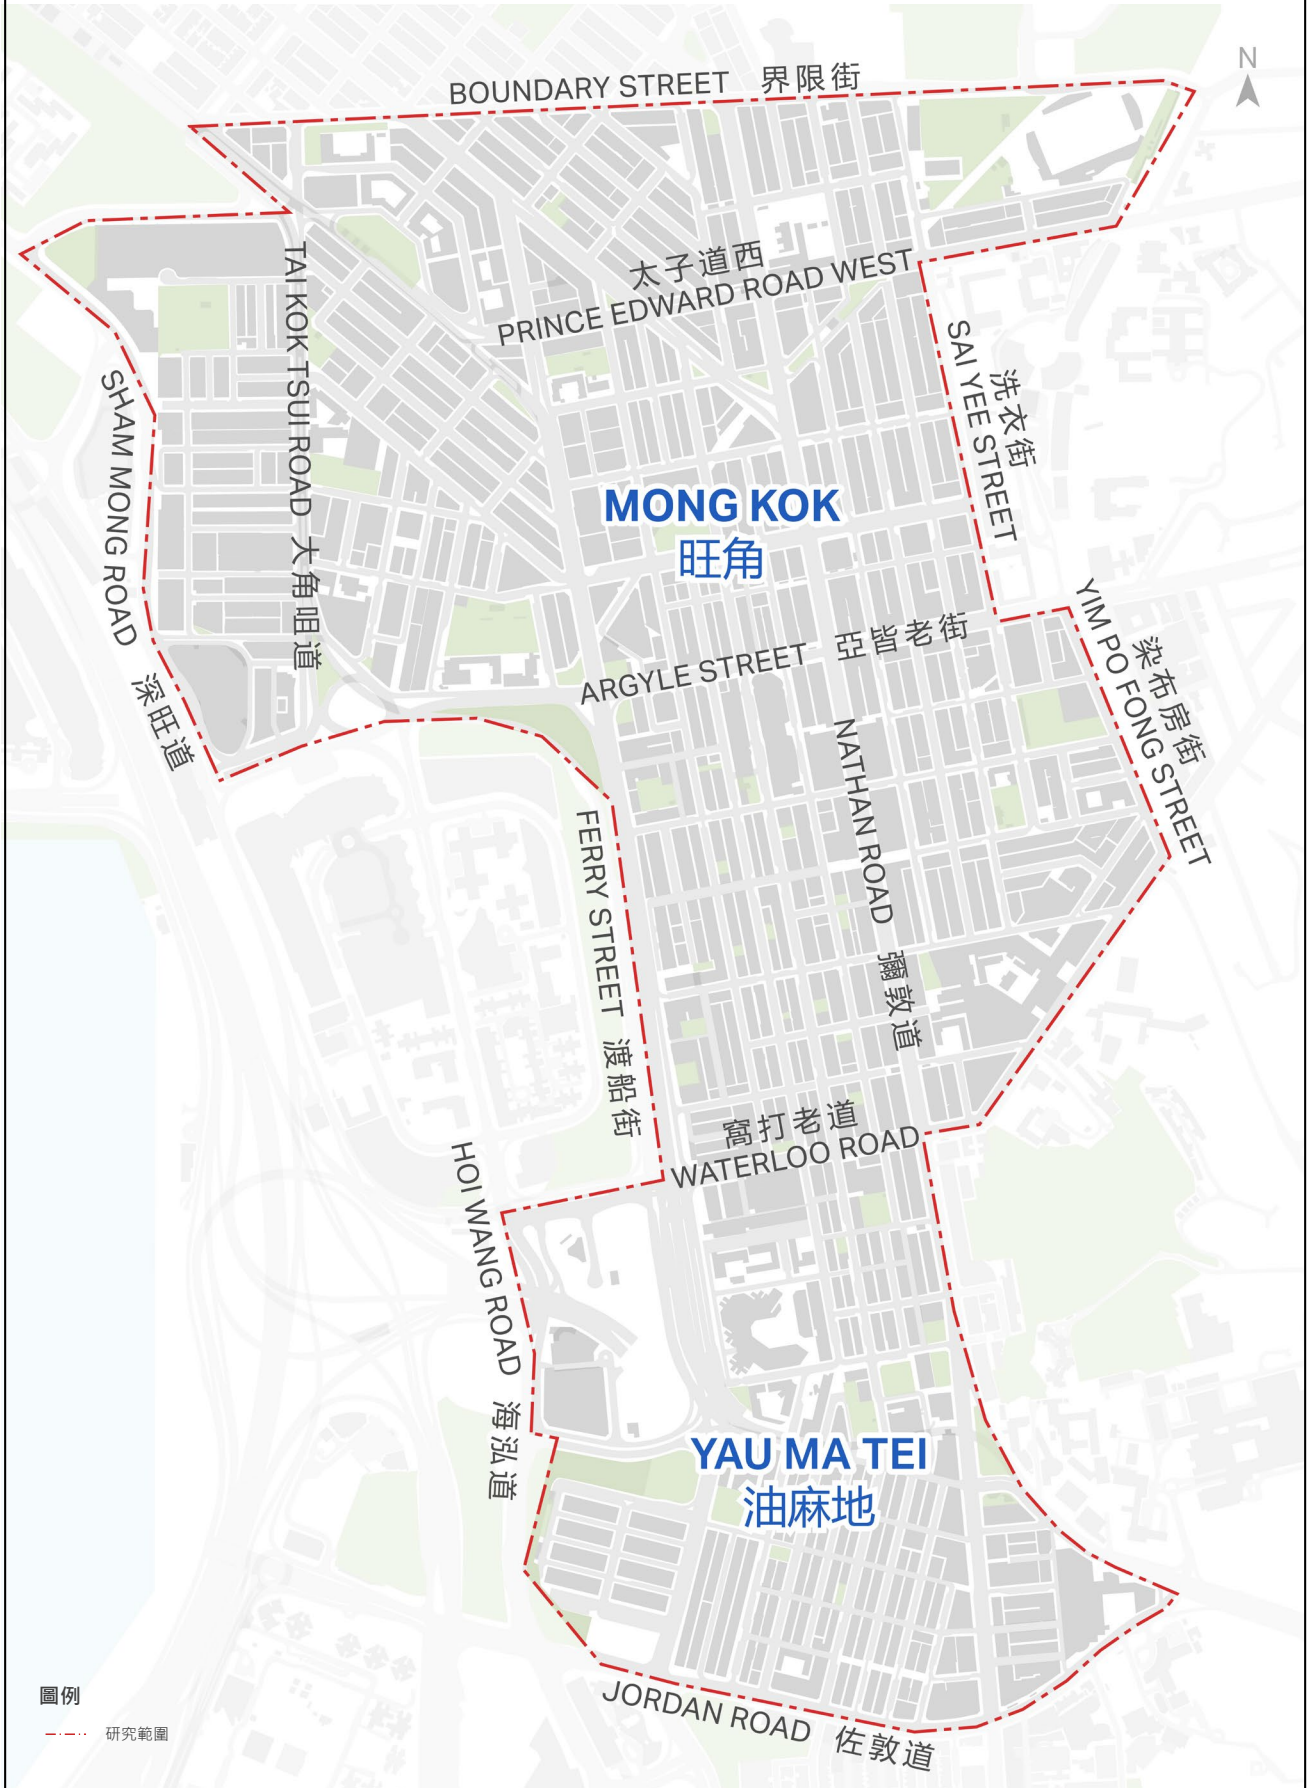 N
BOUNDARY STREET 界限街
太子道西
PRINCE EDWARD ROAD WEST
TAI KOK TSUI ROAD 大角咀道
SAI YEE STREET
洗衣街
SHAM MONG ROAD 深旺道
MONG KOK
旺角
ARGYLE STREET 亞皆老街
YIM PO FONG STREET
染布房街
NATHAN ROAD 彌敦道
FERRY STREET 渡船街
窩打老道
WATERLOO ROAD
HOI WANG ROAD 海泓道
YAU MA TEI
油麻地
JORDAN ROAD 佐敦道
圖例
研究範圍